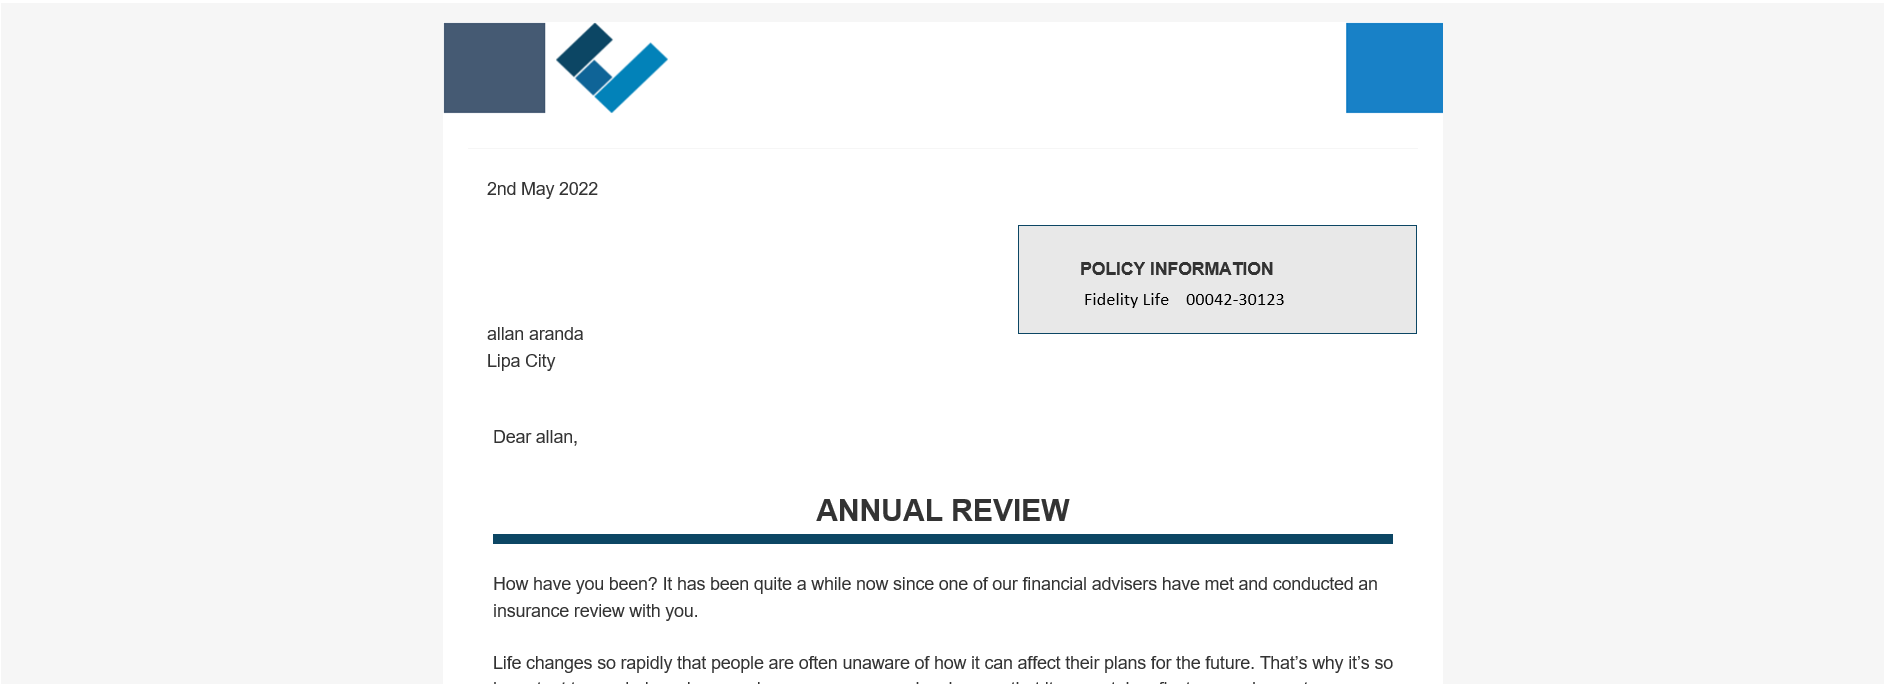 2nd May 2022
POLICY INFORMATION
Fidelity Life 00042-30123
allan aranda
Lipa City
Dear allan,
ANNUAL REVIEW
How have you been? It has been quite a while now since one of our financial advisers have met and conducted an
insurance review with you.
Life changes so rapidly that people are often unaware of how it can affect their plans for the future. That’s why it’s so